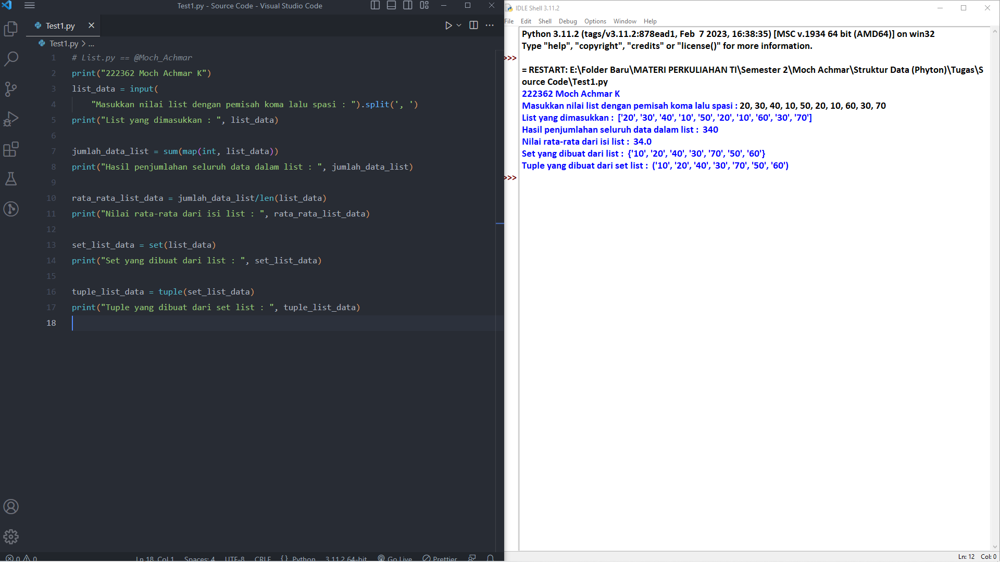 Test1.py - Source Code - Visual Studio Code
Test1.py
Test1.py > ...
1 # List.py == @Moch_Achmar
2 print("222362 Moch Achmar K")
3 list_data = input(
4 "Masukkan nilai list dengan pemisah koma lalu spasi : ").split(', ')
5 print("List yang dimasukkan : ", list_data)
6
7 jumlah_data_list = sum(map(int, list_data))
8 print("Hasil penjumlahan seluruh data dalam list : ", jumlah_data_list)
9
10 rata_rata_list_data = jumlah_data_list/len(list_data)
11 print("Nilai rata-rata dari isi list : ", rata_rata_list_data)
12
13 set_list_data = set(list_data)
14 print("Set yang dibuat dari list : ", set_list_data)
15
16 tuple_list_data = tuple(set_list_data)
17 print("Tuple yang dibuat dari set list : ", tuple_list_data)
18
0 0 Ln 18, Col 1 Spaces: 4 UTF-8 CRLF {} Python 3.11.2 64-bit Go Live Prettier
IDLE Shell 3.11.2
File Edit Shell Debug Options Window Help
Python 3.11.2 (tags/v3.11.2:878ead1, Feb  7 2023, 16:38:35) [MSC v.1934 64 bit (AMD64)] on win32
Type "help", "copyright", "credits" or "license()" for more information.
>>>
= RESTART: E:\Folder Baru\MATERI PERKULIAHAN TI\Semester 2\Moch Achmar\Struktur Data (Phyton)\Tugas\S
ource Code\Test1.py
222362 Moch Achmar K
Masukkan nilai list dengan pemisah koma lalu spasi : 20, 30, 40, 10, 50, 20, 10, 60, 30, 70
List yang dimasukkan :  ['20', '30', '40', '10', '50', '20', '10', '60', '30', '70']
Hasil penjumlahan seluruh data dalam list :  340
Nilai rata-rata dari isi list :  34.0
Set yang dibuat dari list :  {'10', '20', '40', '30', '70', '50', '60'}
Tuple yang dibuat dari set list :  ('10', '20', '40', '30', '70', '50', '60')
>>>
Ln: 12 Col: 0